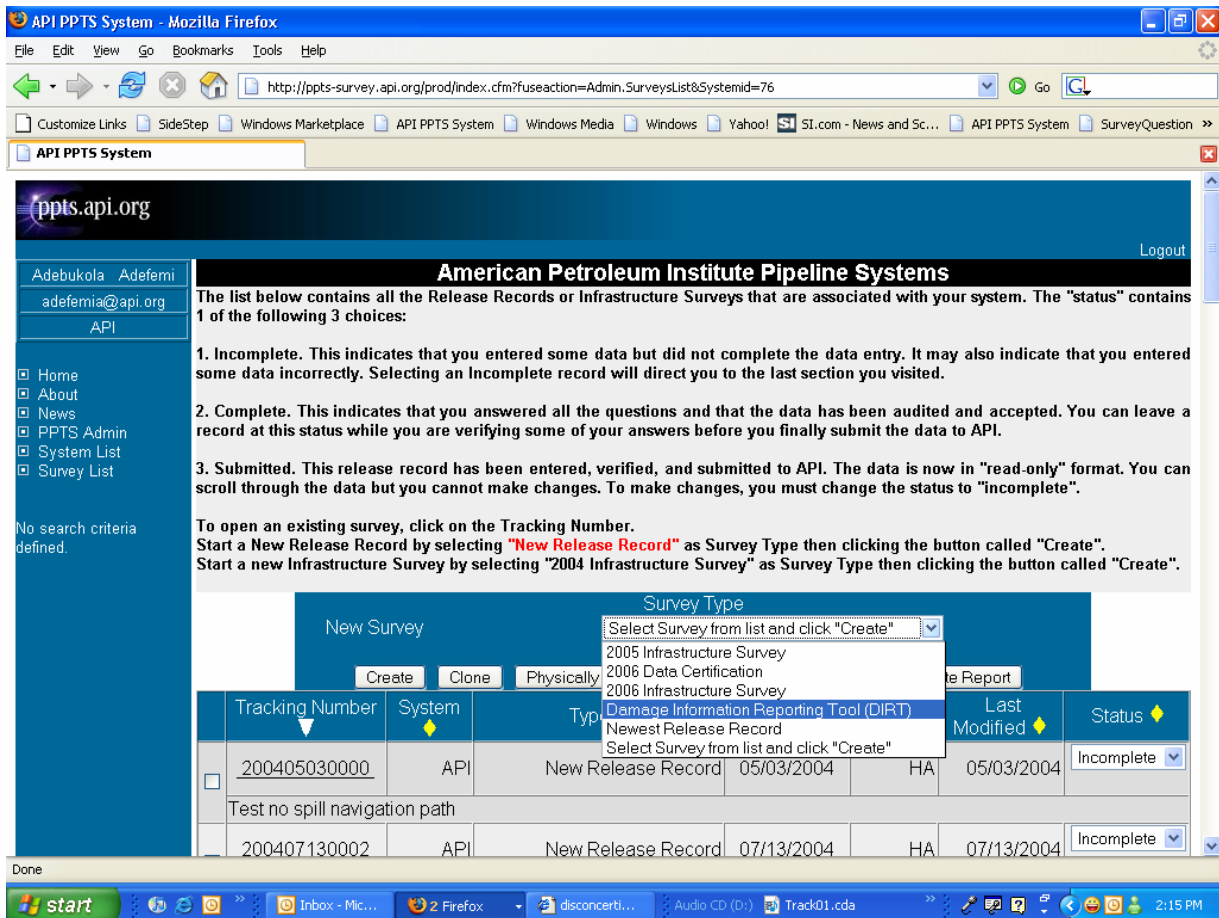 API PPTS System - Mozilla Firefox
File Edit View Go Bookmarks Tools Help
http://ppts-survey.api.org/prod/index.cfm?fuseaction=Admin.SurveysList&Systemid=76 Go
Customize Links SideStep Windows Marketplace API PPTS System Windows Media Windows Yahoo! SI SI.com - News and Sc... API PPTS System SurveyQuestion »
API PPTS System
ppts.api.org
Logout
Adebukola Adefemi
adefemia@api.org
API
Home
About
News
PPTS Admin
System List
Survey List
No search criteria
defined.
American Petroleum Institute Pipeline Systems
The list below contains all the Release Records or Infrastructure Surveys that are associated with your system. The "status" contains
1 of the following 3 choices:
1. Incomplete. This indicates that you entered some data but did not complete the data entry. It may also indicate that you entered
some data incorrectly. Selecting an Incomplete record will direct you to the last section you visited.
2. Complete. This indicates that you answered all the questions and that the data has been audited and accepted. You can leave a
record at this status while you are verifying some of your answers before you finally submit the data to API.
3. Submitted. This release record has been entered, verified, and submitted to API. The data is now in "read-only" format. You can
scroll through the data but you cannot make changes. To make changes, you must change the status to "incomplete".
To open an existing survey, click on the Tracking Number.
Start a New Release Record by selecting "New Release Record" as Survey Type then clicking the button called "Create".
Start a new Infrastructure Survey by selecting "2004 Infrastructure Survey" as Survey Type then clicking the button called "Create".
Survey Type
New Survey Select Survey from list and click "Create"
2005 Infrastructure Survey
2006 Data Certification
2006 Infrastructure Survey
Damage Information Reporting Tool (DIRT)
Newest Release Record
Select Survey from list and click "Create"
Create Clone Physically te Report
Tracking Number System Typ Last Modified Status
200405030000 API New Release Record 05/03/2004 HA 05/03/2004 Incomplete
Test no spill navigation path
200407130002 API New Release Record 07/13/2004 HA 07/13/2004 Incomplete
Done
start » Inbox - Mic... 2 Firefox disconcerti... Audio CD (D:) Track01.cda » 2:15 PM